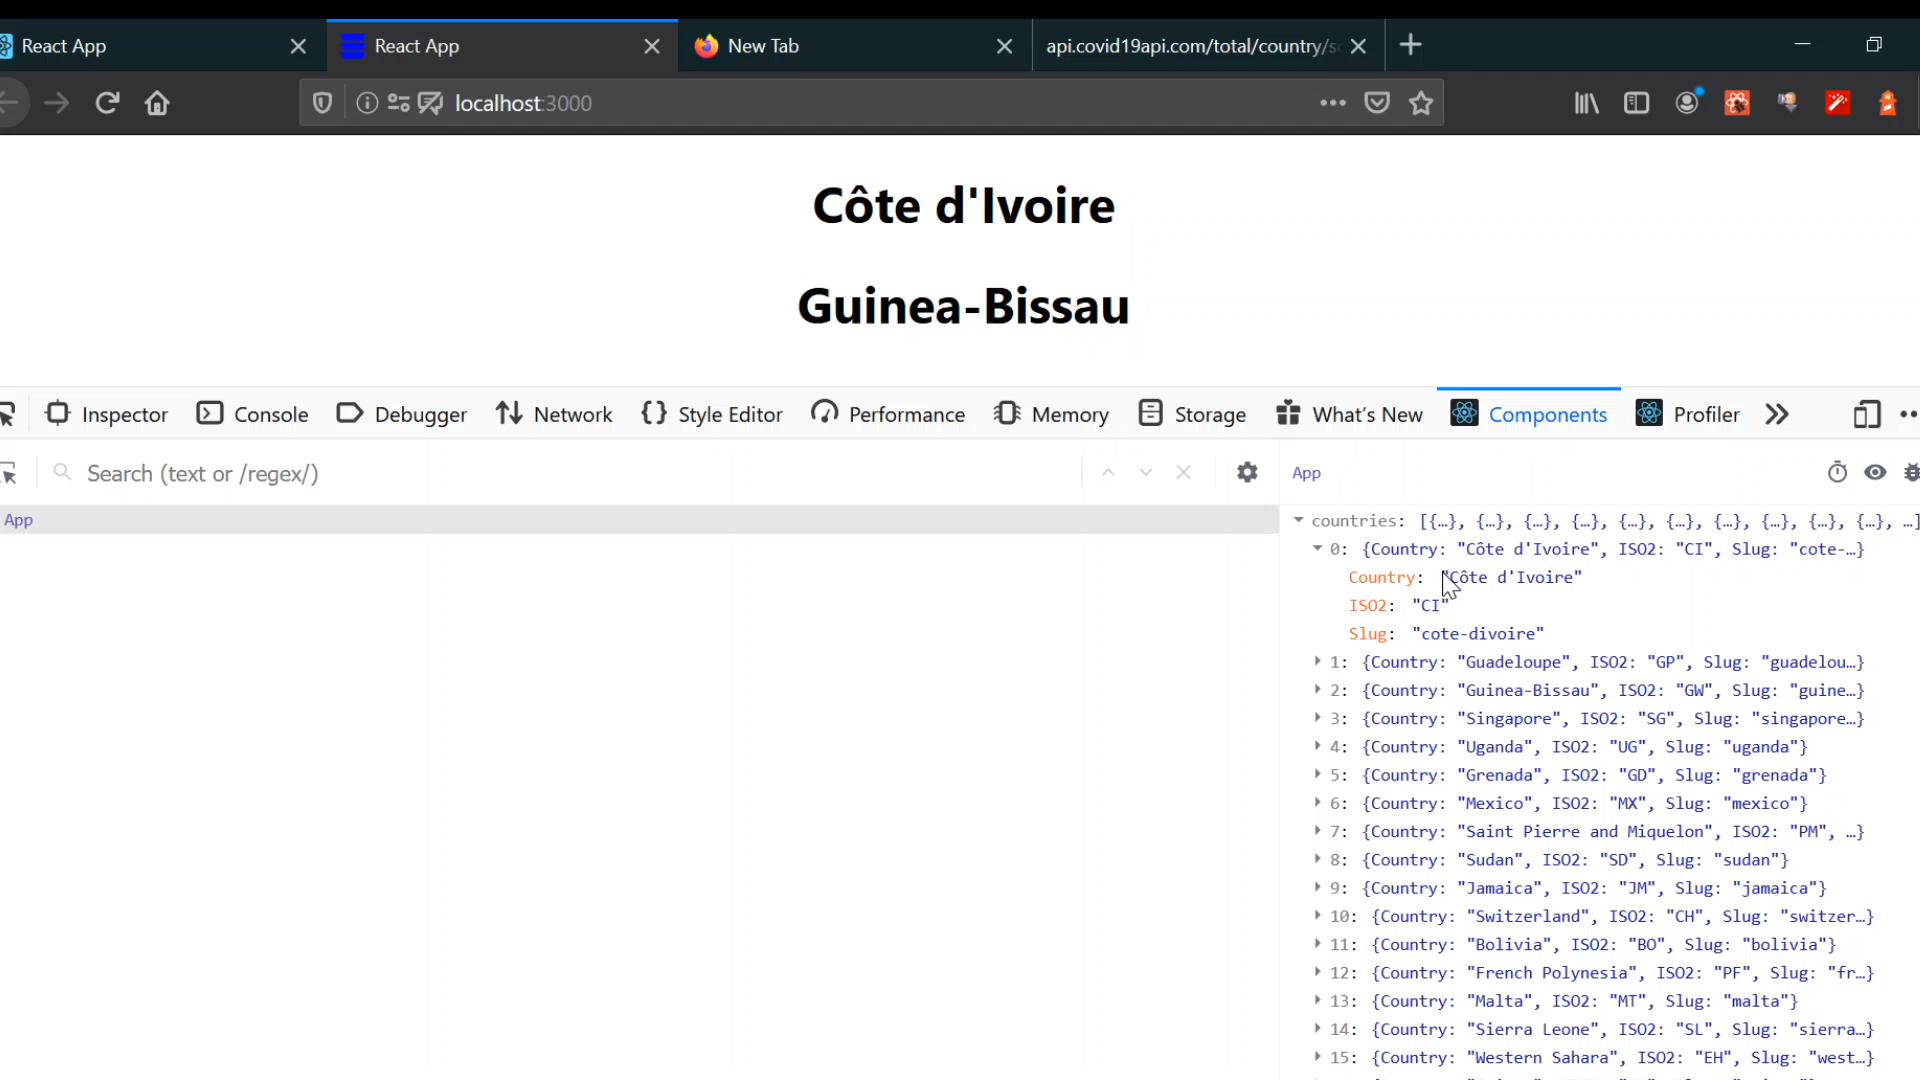 React App
React App
New Tab
api.covid19api.com/total/country/s
localhost:3000
Côte d'Ivoire
Guinea-Bissau
Inspector Console Debugger Network Style Editor Performance Memory Storage What's New Components Profiler
Search (text or /regex/)
App
App
countries: [{…}, {…}, {…}, {…}, {…}, {…}, {…}, {…}, {…}, {…}, …]
0: {Country: "Côte d'Ivoire", ISO2: "CI", Slug: "cote-…}
Country: "Côte d'Ivoire"
ISO2: "CI"
Slug: "cote-divoire"
1: {Country: "Guadeloupe", ISO2: "GP", Slug: "guadelou…}
2: {Country: "Guinea-Bissau", ISO2: "GW", Slug: "guine…}
3: {Country: "Singapore", ISO2: "SG", Slug: "singapore…}
4: {Country: "Uganda", ISO2: "UG", Slug: "uganda"}
5: {Country: "Grenada", ISO2: "GD", Slug: "grenada"}
6: {Country: "Mexico", ISO2: "MX", Slug: "mexico"}
7: {Country: "Saint Pierre and Miquelon", ISO2: "PM", …}
8: {Country: "Sudan", ISO2: "SD", Slug: "sudan"}
9: {Country: "Jamaica", ISO2: "JM", Slug: "jamaica"}
10: {Country: "Switzerland", ISO2: "CH", Slug: "switzer…}
11: {Country: "Bolivia", ISO2: "BO", Slug: "bolivia"}
12: {Country: "French Polynesia", ISO2: "PF", Slug: "fr…}
13: {Country: "Malta", ISO2: "MT", Slug: "malta"}
14: {Country: "Sierra Leone", ISO2: "SL", Slug: "sierra…}
15: {Country: "Western Sahara", ISO2: "EH", Slug: "west…}